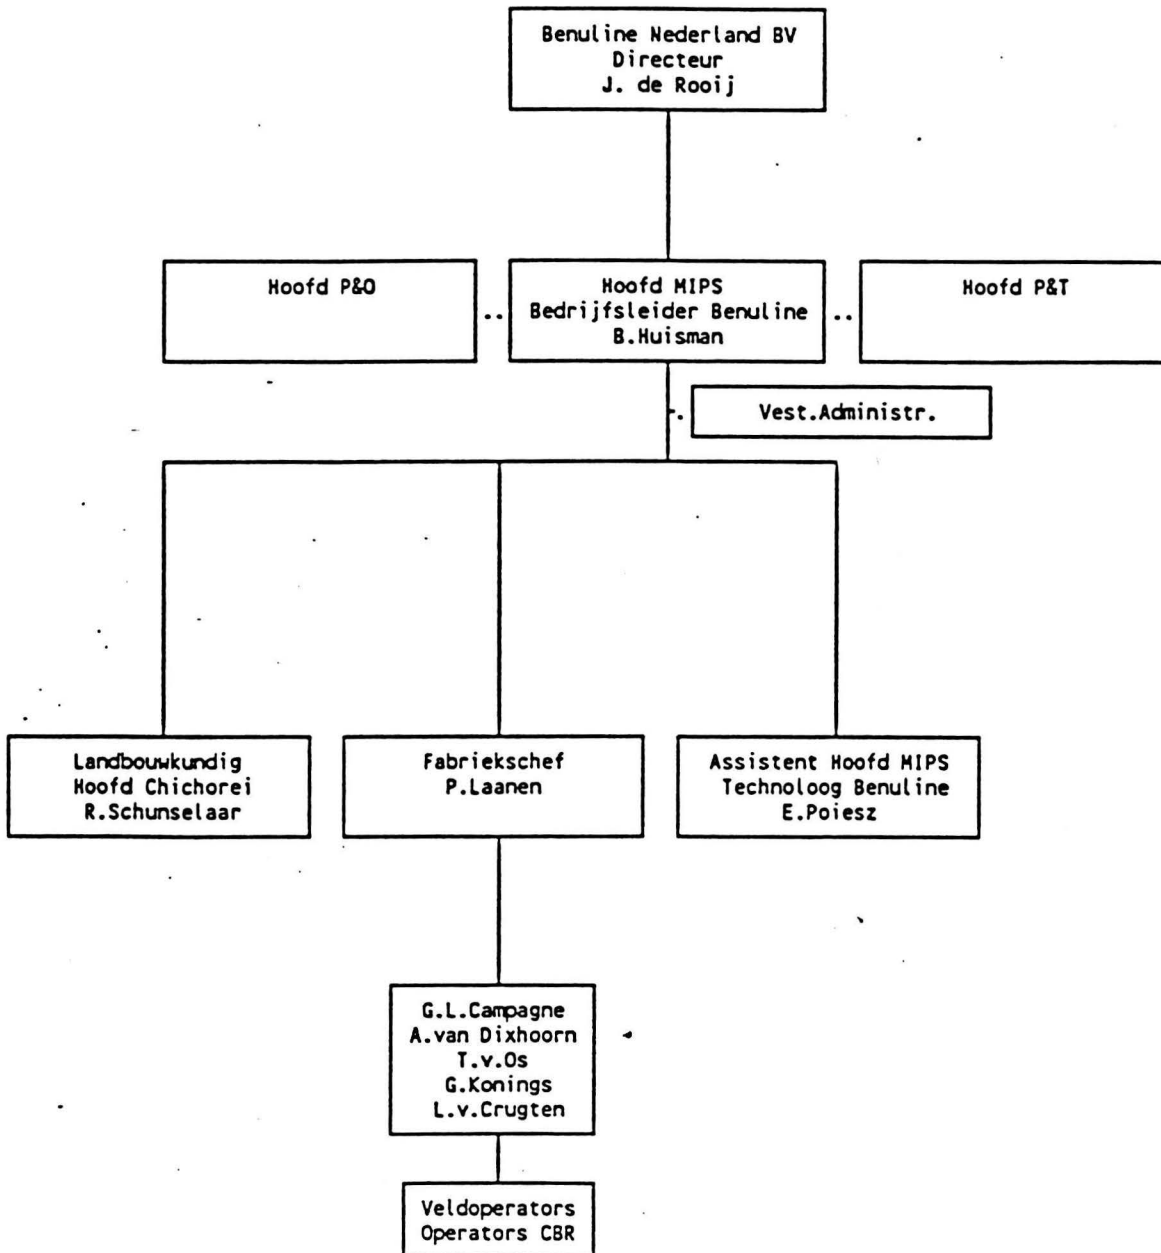 Benuline Nederland BV
Directeur
J. de Rooij
Hoofd P&O
Hoofd MIPS
Bedrijfsleider Benuline
B.Huisman
Hoofd P&T
Vest.Administr.
Landbouwkundig
Hoofd Chichorei
R.Schunselaar
Fabriekschef
P.Laanen
Assistent Hoofd MIPS
Technoloog Benuline
E.Poiesz
G.L.Campagne
A.van Dixhoorn
T.v.Os
G.Konings
L.v.Crugten
Veldoperators
Operators CBR